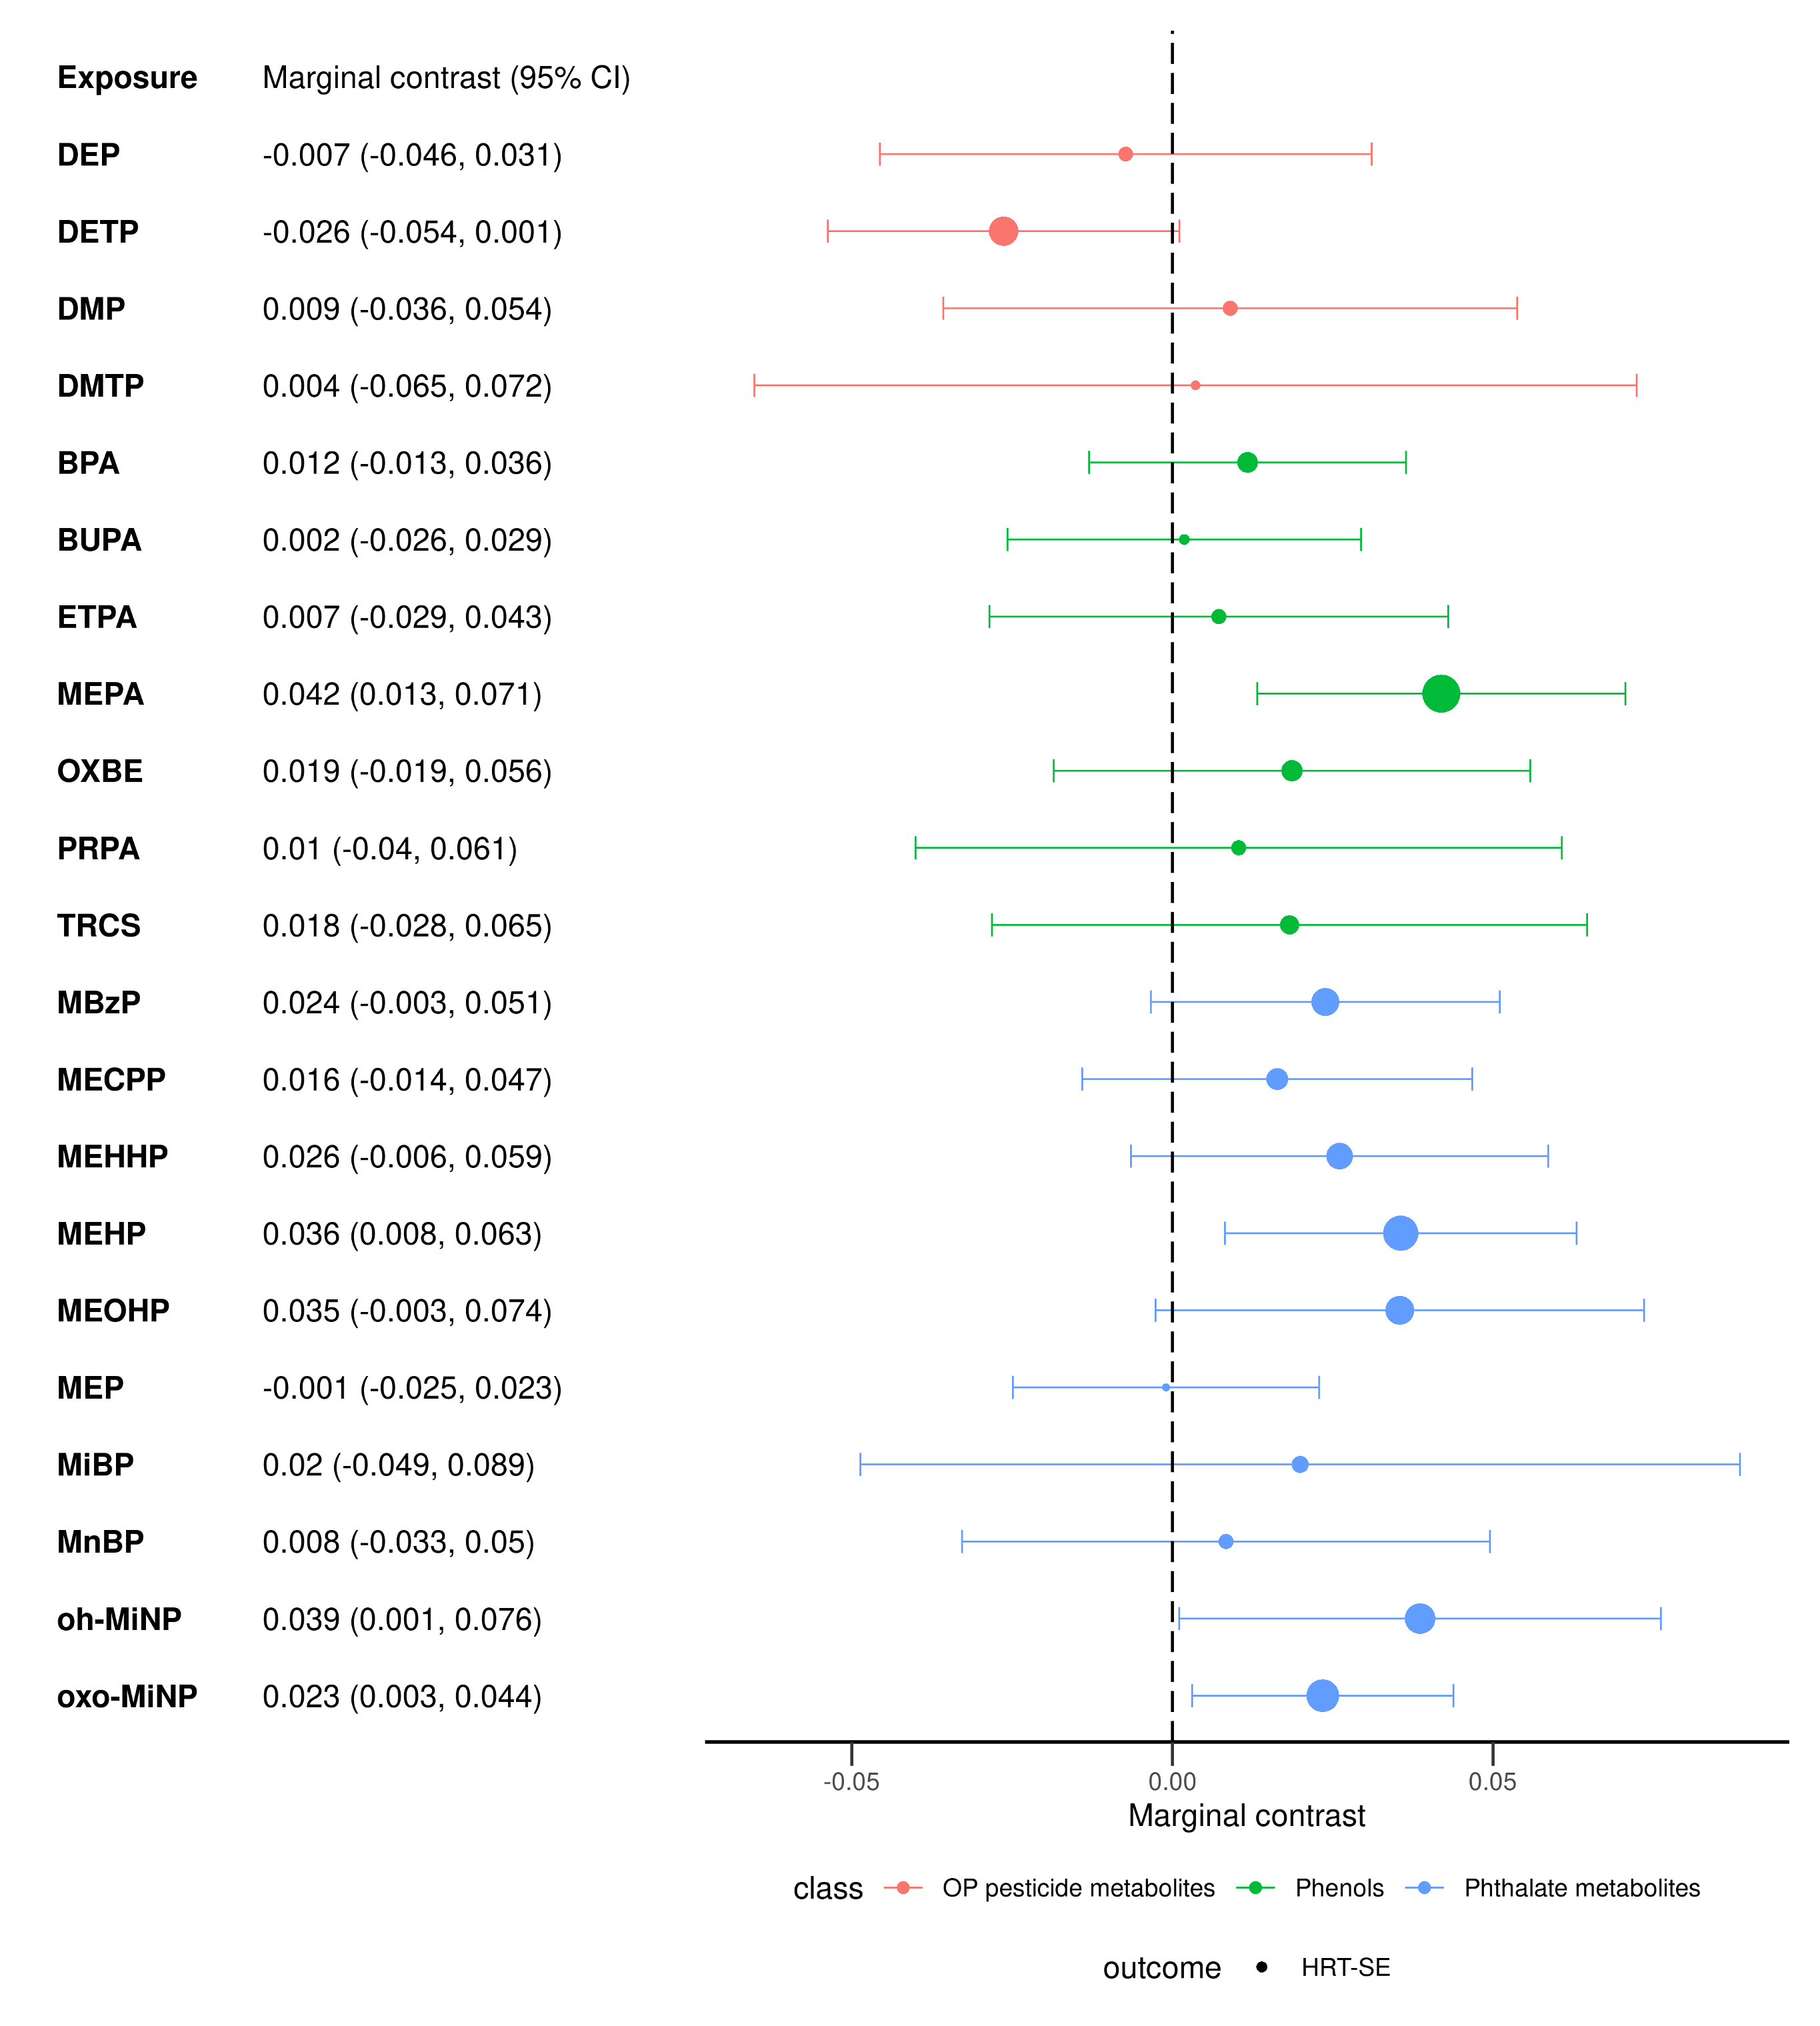 Exposure Marginal contrast (95% CI)
DEP -0.007 (-0.046, 0.031)
DETP -0.026 (-0.054, 0.001)
DMP 0.009 (-0.036, 0.054)
DMTP 0.004 (-0.065, 0.072)
BPA 0.012 (-0.013, 0.036)
BUPA 0.002 (-0.026, 0.029)
ETPA 0.007 (-0.029, 0.043)
MEPA 0.042 (0.013, 0.071)
OXBE 0.019 (-0.019, 0.056)
PRPA 0.01 (-0.04, 0.061)
TRCS 0.018 (-0.028, 0.065)
MBzP 0.024 (-0.003, 0.051)
MECPP 0.016 (-0.014, 0.047)
MEHHP 0.026 (-0.006, 0.059)
MEHP 0.036 (0.008, 0.063)
MEOHP 0.035 (-0.003, 0.074)
MEP -0.001 (-0.025, 0.023)
MiBP 0.02 (-0.049, 0.089)
MnBP 0.008 (-0.033, 0.05)
oh-MiNP 0.039 (0.001, 0.076)
oxo-MiNP 0.023 (0.003, 0.044)
-0.05 0.00 0.05
Marginal contrast
class OP pesticide metabolites Phenols Phthalate metabolites
outcome HRT-SE